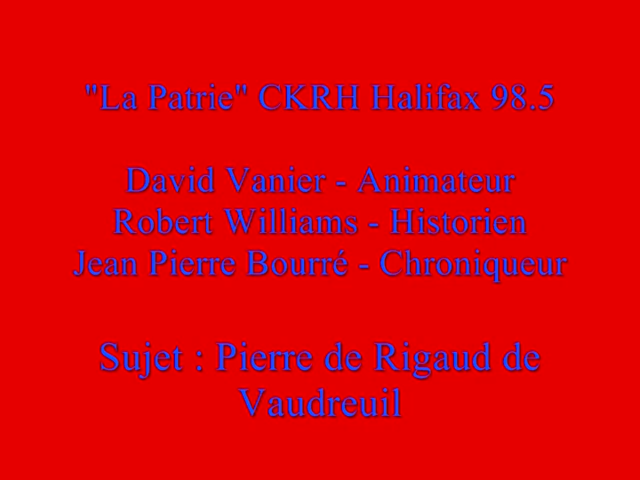 "La Patrie" CKRH Halifax 98.5
David Vanier - Animateur
Robert Williams - Historien
Jean Pierre Bourré - Chroniqueur
Sujet : Pierre de Rigaud de
Vaudreuil